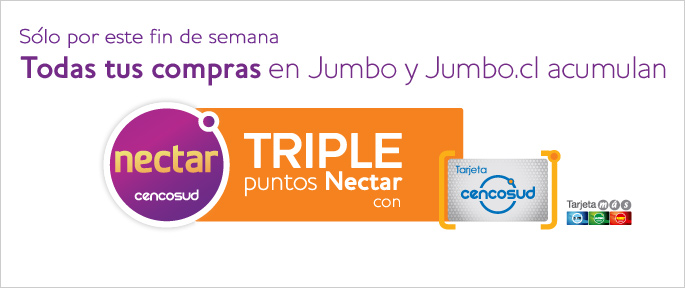 Sólo por este fin de semana
Todas tus compras en Jumbo y Jumbo.cl acumulan
nectar
cencosud
TRIPLE
puntos Nectar
con
Tarjeta
cencosud
Tarjeta mds